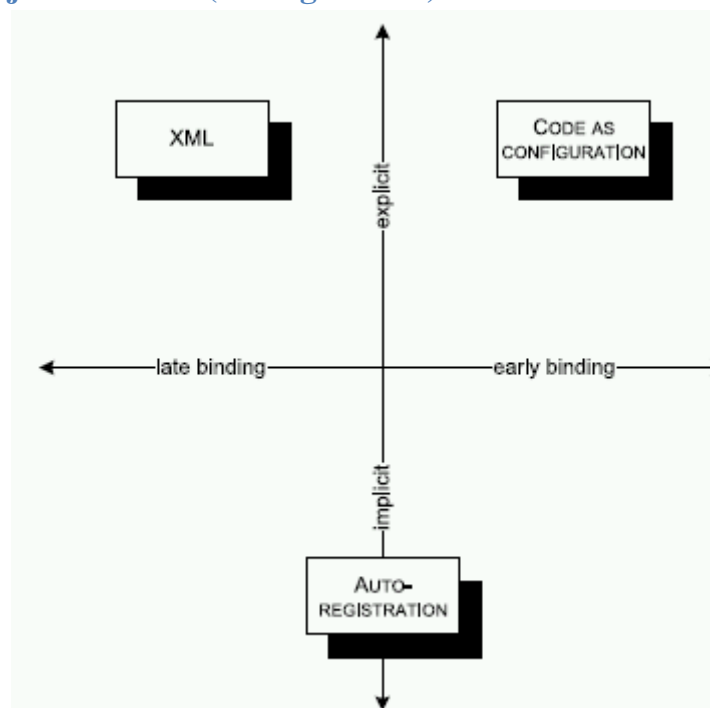 XML
CODE AS
CONFIGURATION
explicit
late binding
early binding
implicit
AUTO-
REGISTRATION